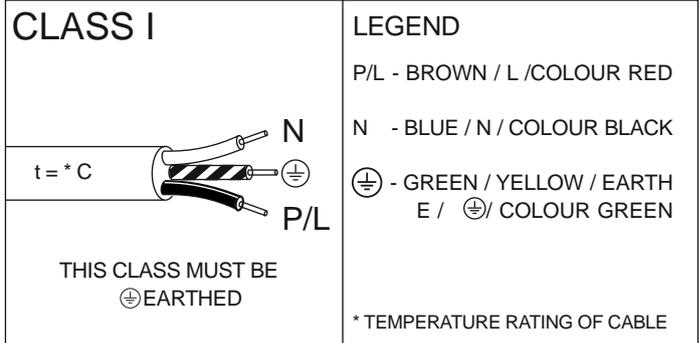 CLASS I
t = * C
N
P/L
THIS CLASS MUST BE
EARTHED
LEGEND
P/L - BROWN / L /COLOUR RED
N - BLUE / N / COLOUR BLACK
- GREEN / YELLOW / EARTH
E / / COLOUR GREEN
* TEMPERATURE RATING OF CABLE